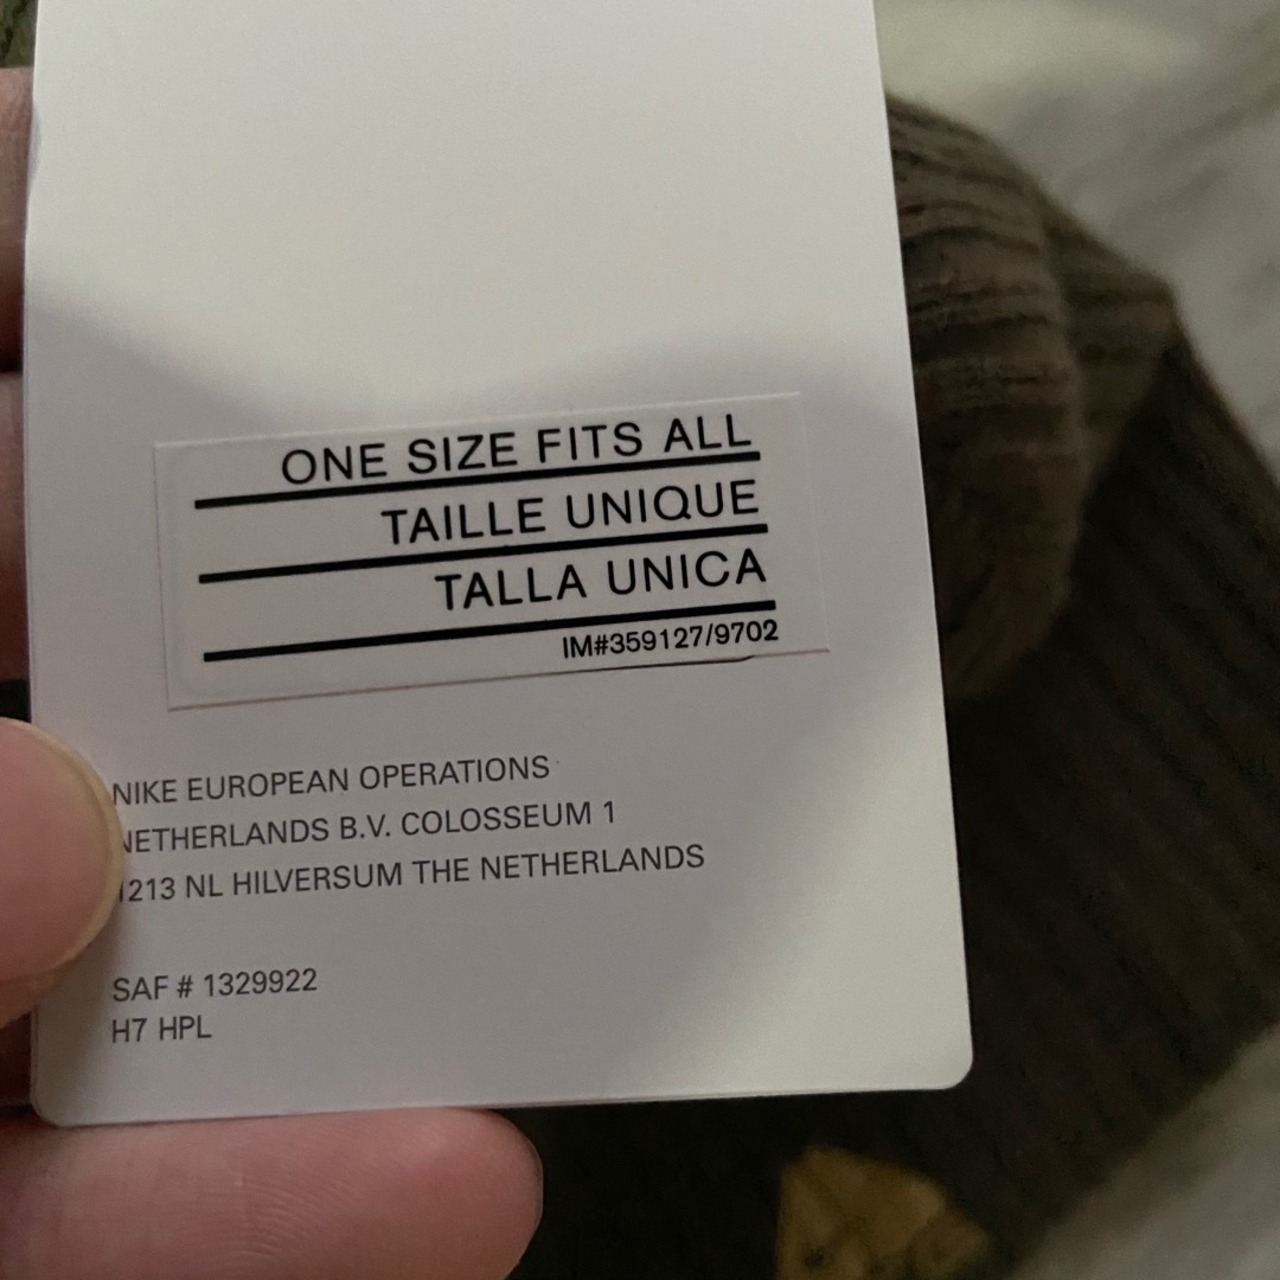 ONE SIZE FITS ALL
TAILLE UNIQUE
TALLA UNICA
IM#359127/9702
NIKE EUROPEAN OPERATIONS
NETHERLANDS B.V. COLOSSEUM 1
1213 NL HILVERSUM THE NETHERLANDS
SAF # 1329922
H7 HPL